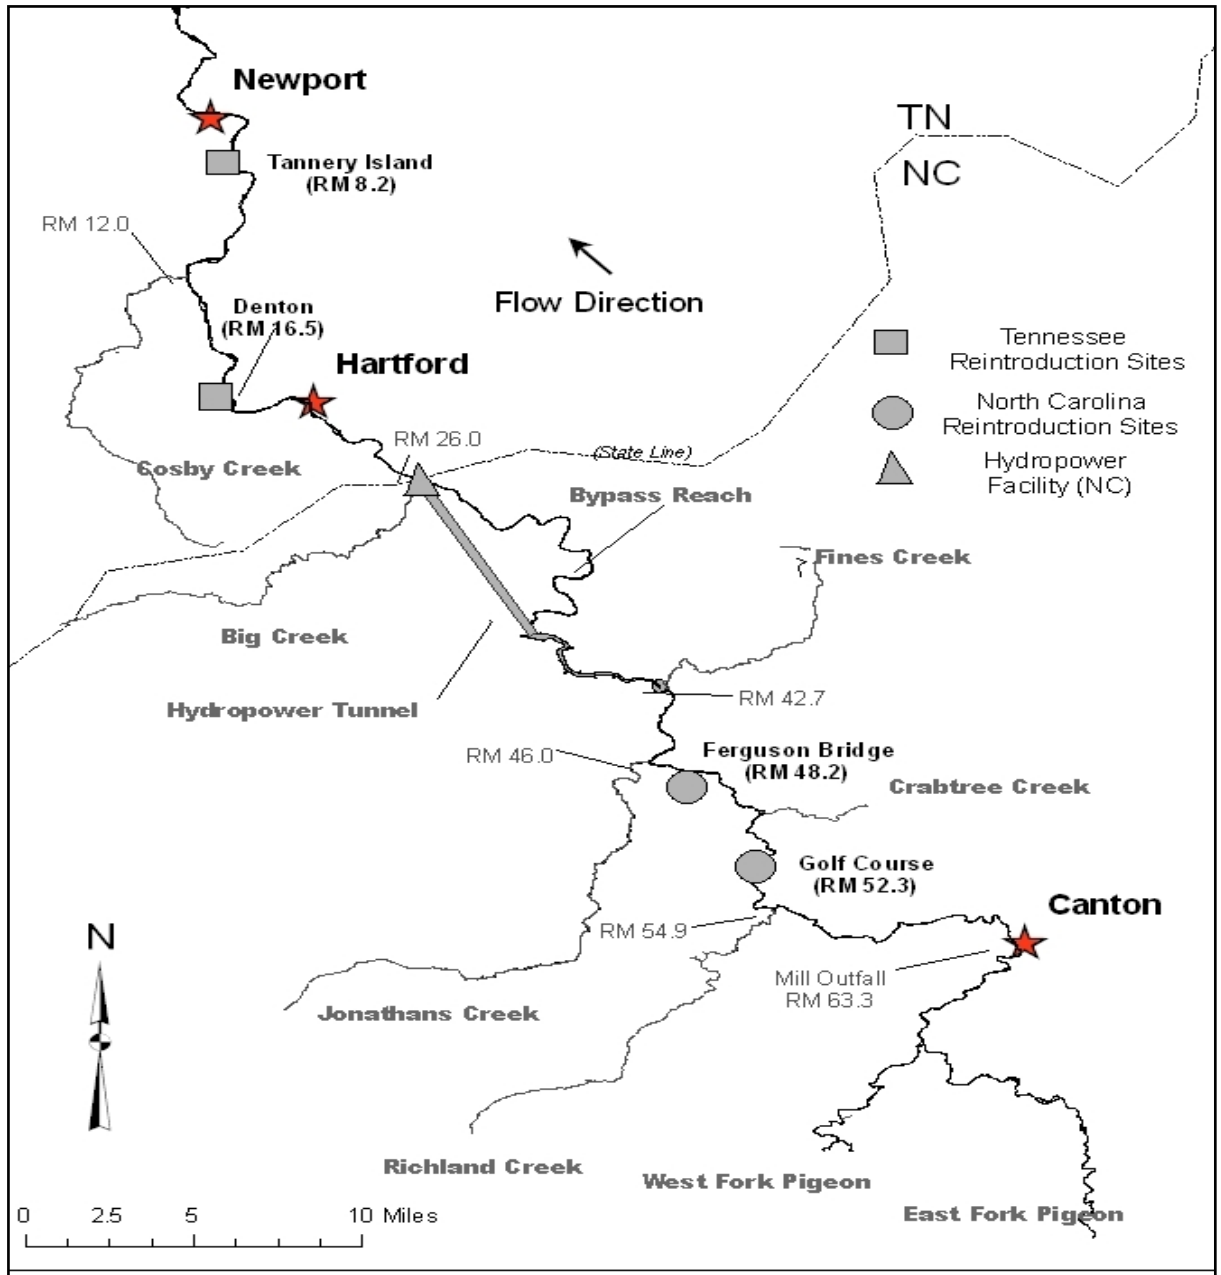 Newport
TN
Tannery Island
(RM 8.2)
NC
RM 12.0
Flow Direction
Denton
(RM 16.5)
Hartford
Tennessee
Reintroduction Sites
North Carolina
Reintroduction Sites
RM 26.0
(State Line)
Hydropower
Facility (NC)
Cosby Creek
Bypass Reach
Fines Creek
Big Creek
Hydropower Tunnel
RM 42.7
RM 46.0
Ferguson Bridge
(RM 48.2)
Crabtree Creek
Golf Course
(RM 52.3)
Canton
RM 54.9
N
Mill Outfall
RM 63.3
Jonathans Creek
Richland Creek
West Fork Pigeon
East Fork Pigeon
0 2.5 5 10 Miles